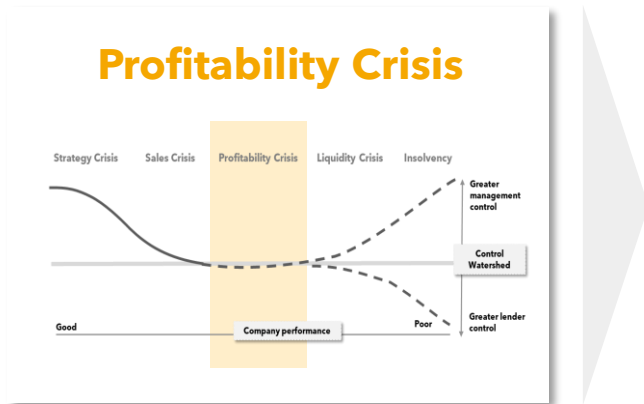 Profitability Crisis
Strategy Crisis Sales Crisis Profitability Crisis Liquidity Crisis Insolvency
Greater
management
control
Control
Watershed
Greater lender
control
Good Company performance Poor